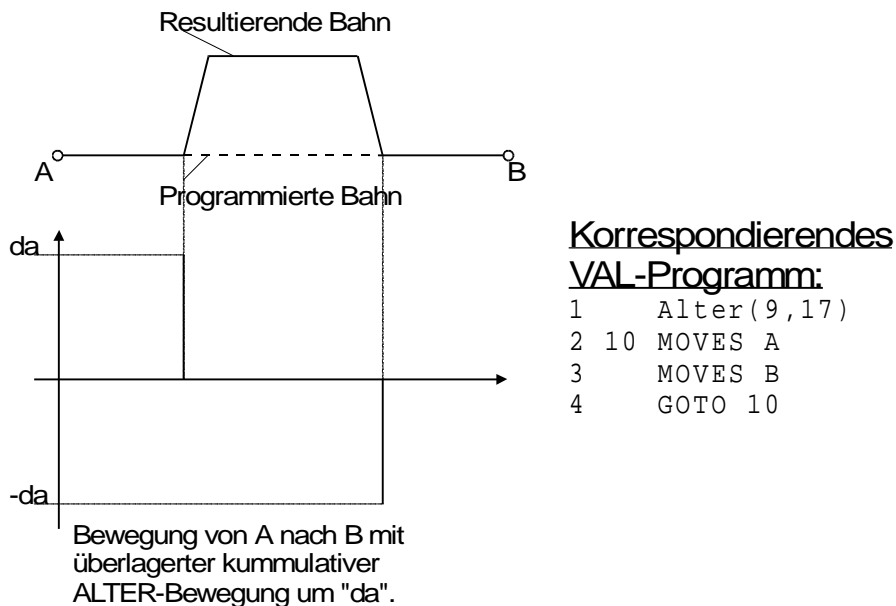 Resultierende Bahn
A
B
Programmierte Bahn
da
-da
Bewegung von A nach B mit
überlagerter kummulativer
ALTER-Bewegung um "da".
Korrespondierendes
VAL-Programm:
1 Alter(9,17)
2 10 MOVES A
3 MOVES B
4 GOTO 10